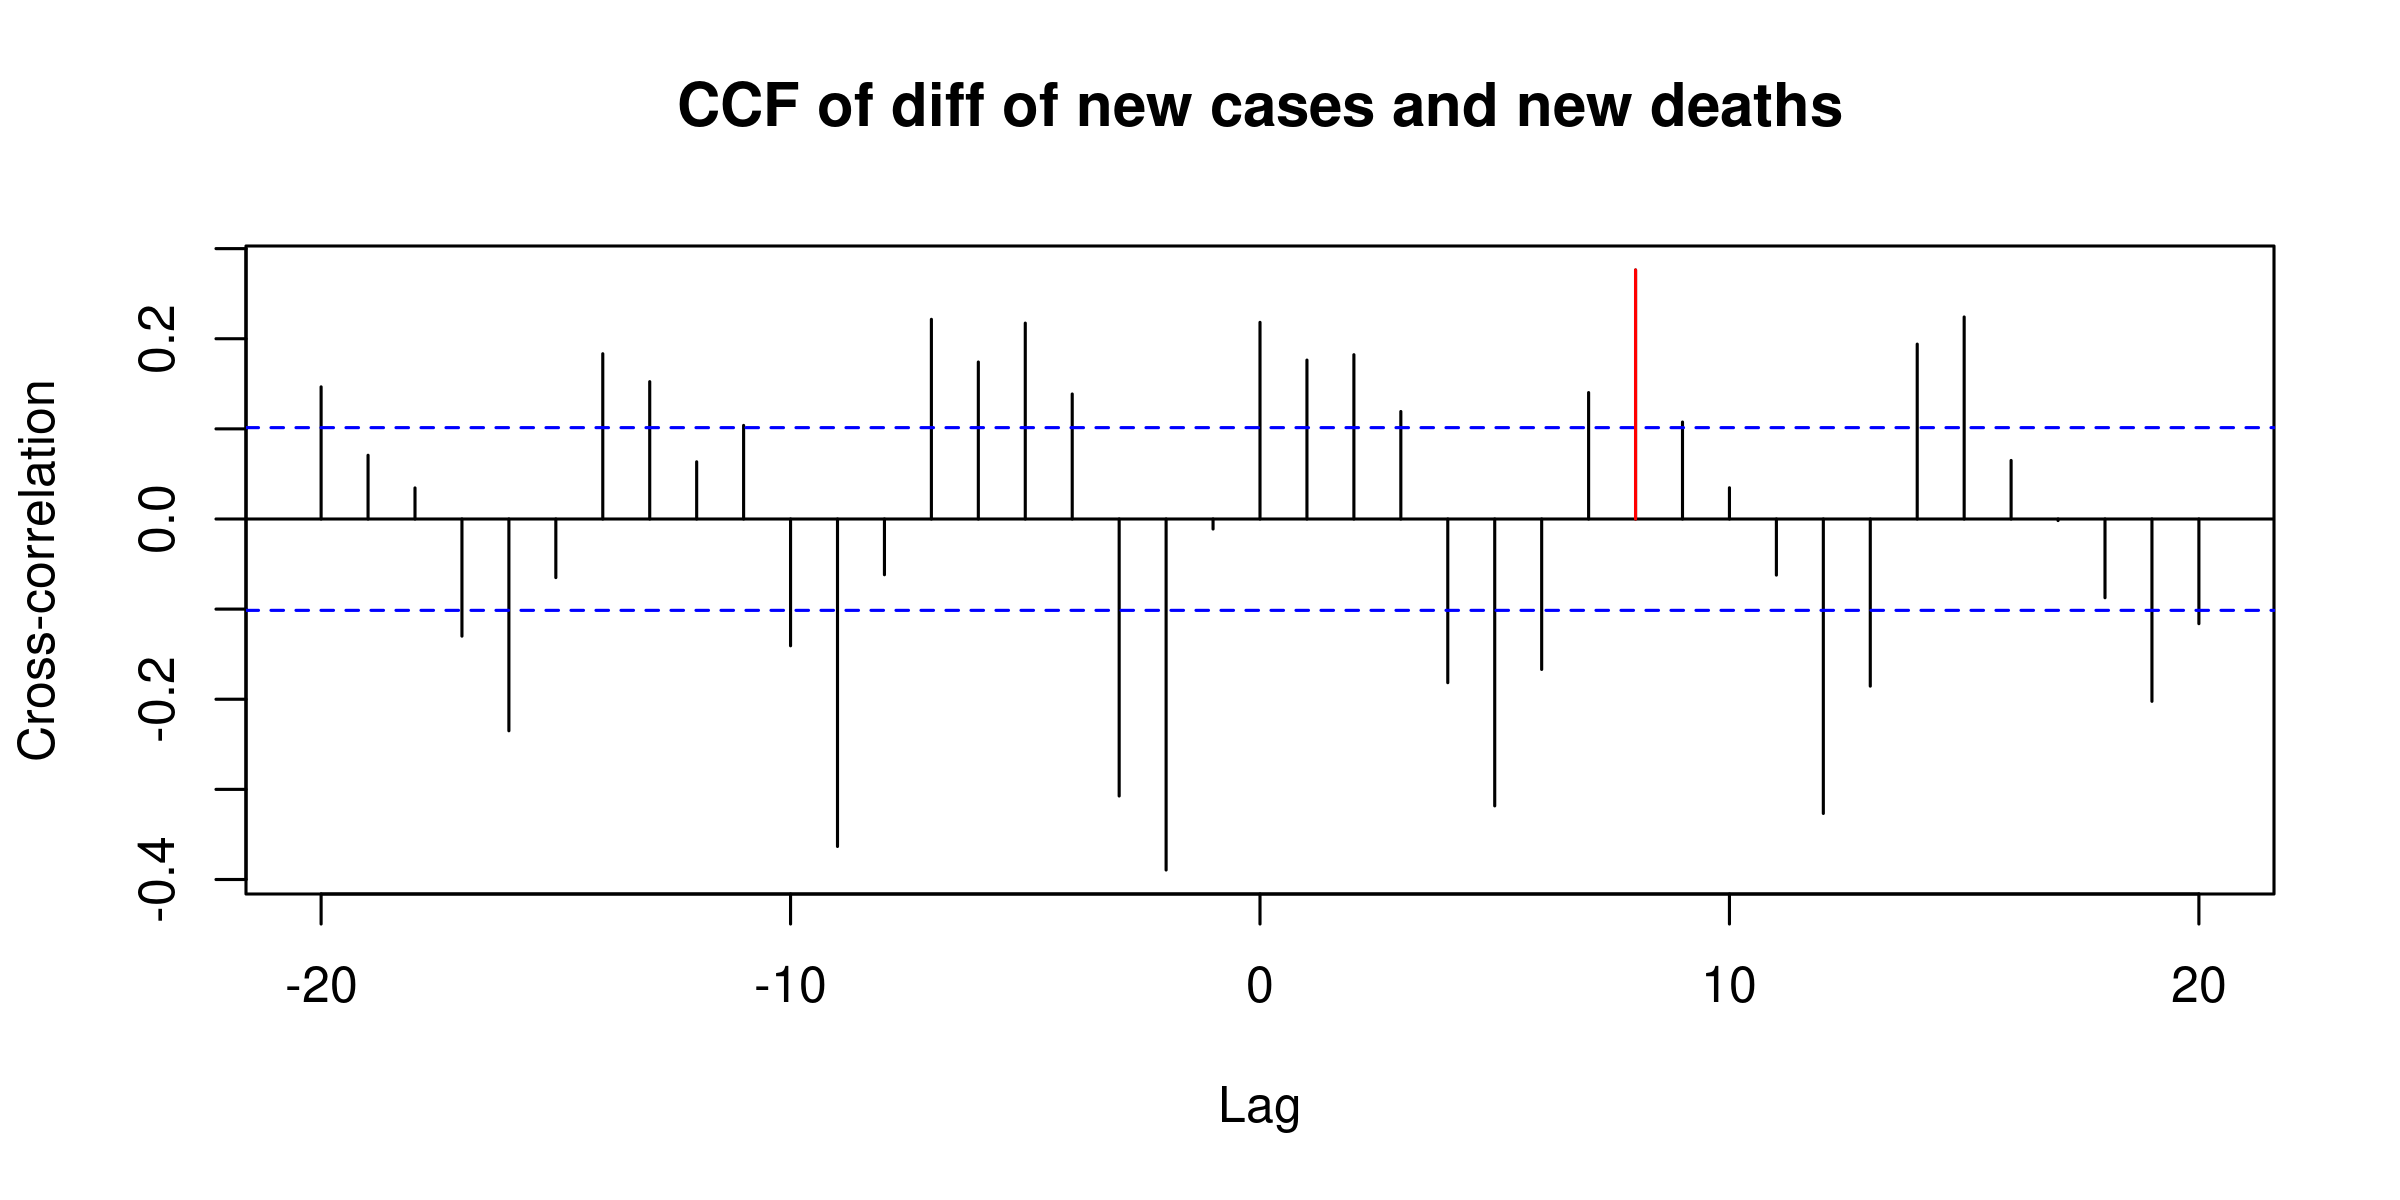 CCF of diff of new cases and new deaths
Cross-correlation
0.2
0.0
-0.2
-0.4
-20 -10 0 10 20
Lag